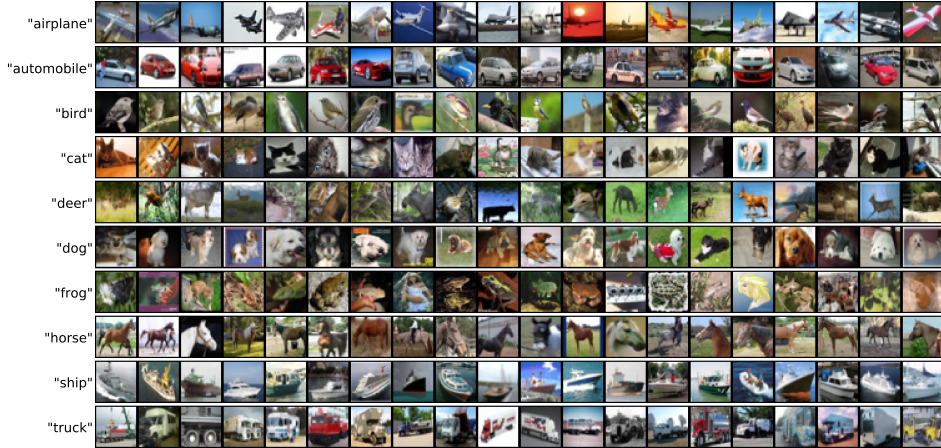 "airplane"
"automobile"
"bird"
"cat"
"deer"
"dog"
"frog"
"horse"
"ship"
"truck"